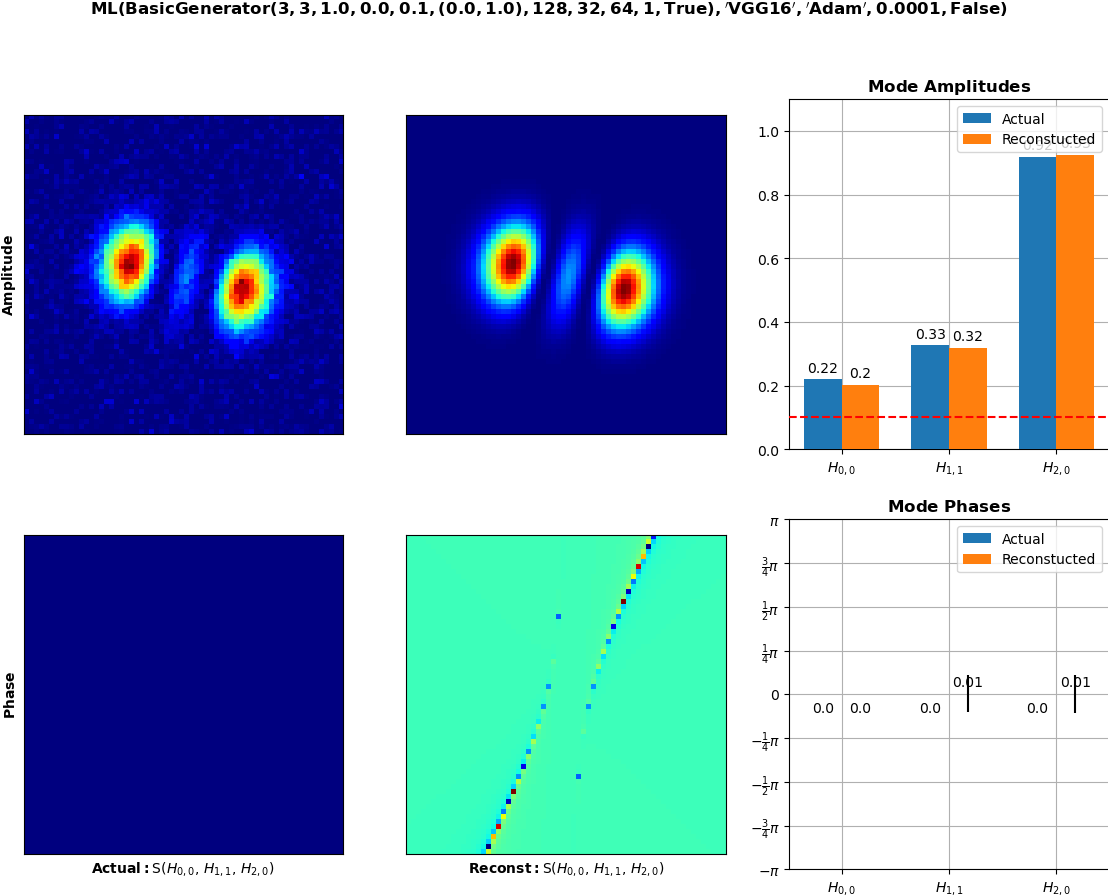 ML(BasicGenerator(3, 3, 1.0, 0.0, 0.1, (0.0, 1.0), 128, 32, 64, 1, True), ′VGG16′, ′Adam′, 0.0001, False)
Amplitude
Mode Amplitudes
Actual
Reconstucted
1.0
0.8
0.6
0.4
0.2
0.0
0.22
0.2
0.33
0.32
0.92
H₀,₀
H₁,₁
H₂,₀
Phase
Actual: S(H₀,₀, H₁,₁, H₂,₀)
Reconst: S(H₀,₀, H₁,₁, H₂,₀)
Mode Phases
Actual
Reconstucted
π
3/4π
1/2π
1/4π
0
−1/4π
−1/2π
−3/4π
−π
0.0
0.0
0.0
0.01
0.0
0.01
H₀,₀
H₁,₁
H₂,₀